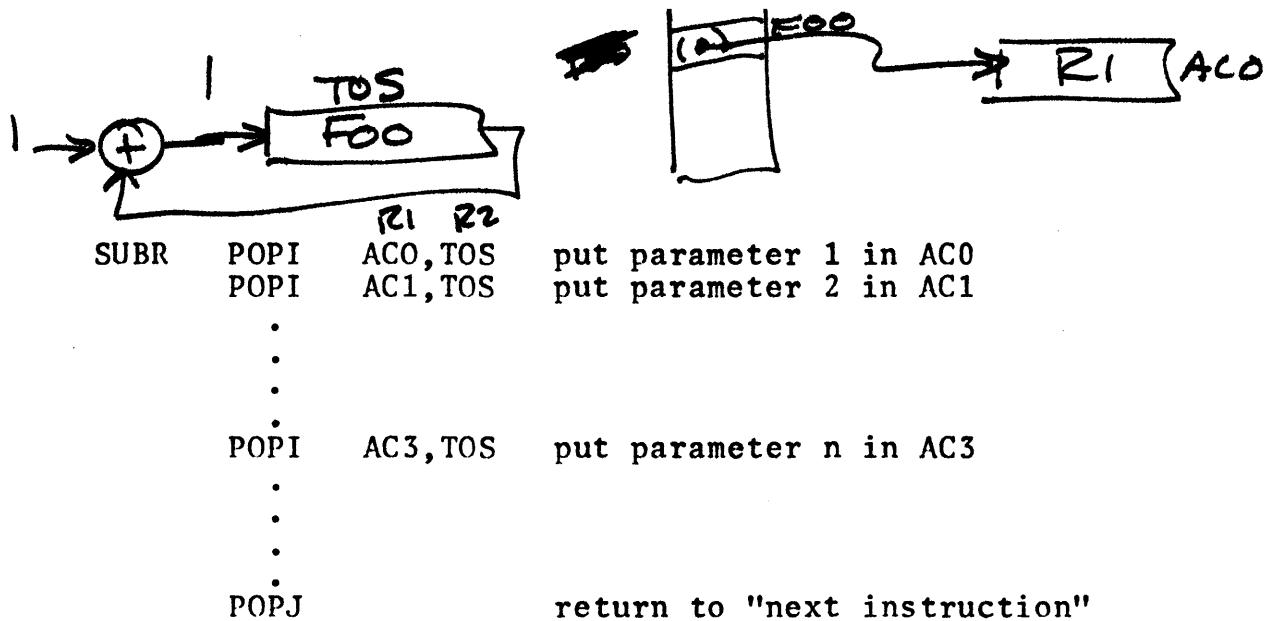 FOO
R1 AC0
1
TOS
1 + FOO
R1 R2
SUBR POPI AC0,TOS put parameter 1 in AC0
POPI AC1,TOS put parameter 2 in AC1
.
.
.
.
POPI AC3,TOS put parameter n in AC3
.
.
.
.
POPJ return to "next instruction"